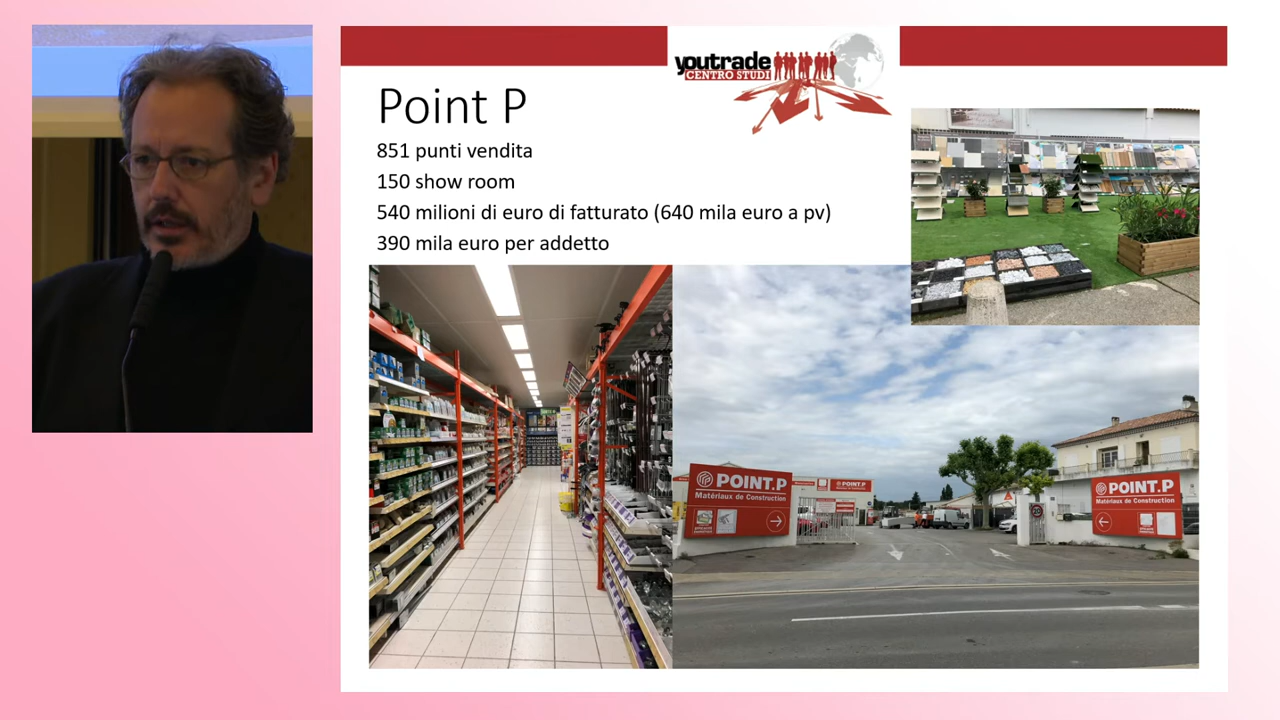 youtrade
CENTRO STUDI
Point P
851 punti vendita
150 show room
540 milioni di euro di fatturato (640 mila euro a pv)
390 mila euro per addetto
POINT.P
Matériaux de Construction
POINT.P
POINT.P
Matériaux de Construction